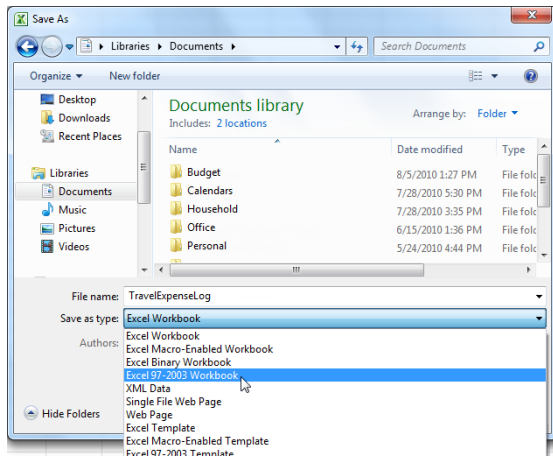 Save As
Libraries Documents
Search Documents
Organize New folder
Desktop
Downloads
Recent Places
Libraries
Documents
Music
Pictures
Videos
Documents library
Includes: 2 locations
Arrange by: Folder
Name Date modified Type
Budget 8/5/2010 1:27 PM File fold
Calendars 7/28/2010 5:30 PM File fold
Household 7/28/2010 3:35 PM File fold
Office 6/15/2010 1:36 PM File fold
Personal 5/24/2010 4:44 PM File fold
File name: TravelExpenseLog
Save as type: Excel Workbook
Authors:
Excel Workbook
Excel Macro-Enabled Workbook
Excel Binary Workbook
Excel 97-2003 Workbook
XML Data
Single File Web Page
Web Page
Excel Template
Excel Macro-Enabled Template
Excel 97-2003 Template
Hide Folders